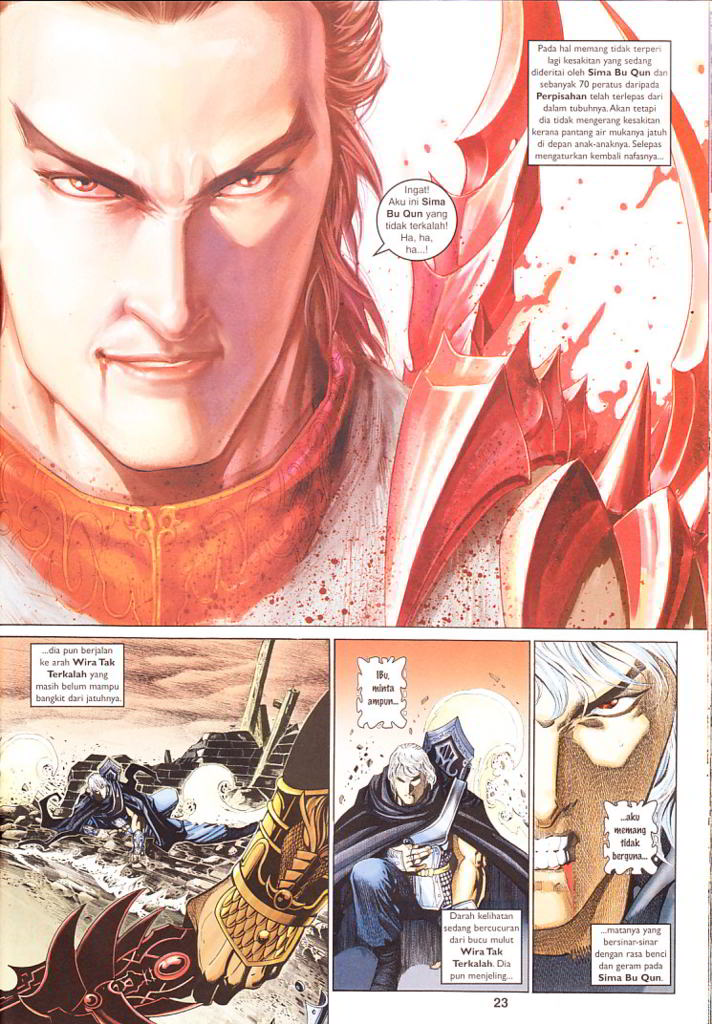 Pada hal memang tidak terperi
lagi kesakitan yang sedang
dideritai oleh Sima Bu Qun dan
sebanyak 70 peratus daripada
Perpisahan telah terlepas dari
dalam tubuhnya. Akan tetapi
dia tidak mengerang kesakitan
kerana pantang air mukanya jatuh
di depan anak-anaknya. Selepas
mengaturkan kembali nafasnya...
Ingat!
Aku ini Sima
Bu Qun yang
tidak terkalah!
Ha, ha,
ha...!
...dia pun berjalan
ke arah Wira Tak
Terkalah yang
masih belum mampu
bangkit dari jatuhnya.
Ibu,
minta
ampun...
Darah kelihatan
sedang bercucuran
dari bucu mulut
Wira Tak
Terkalah. Dia
pun menjeling...
...aku
memang
tidak
berguna...
...matanya yang
bersinar-sinar
dengan rasa benci
dan geram pada
Sima Bu Qun.
23